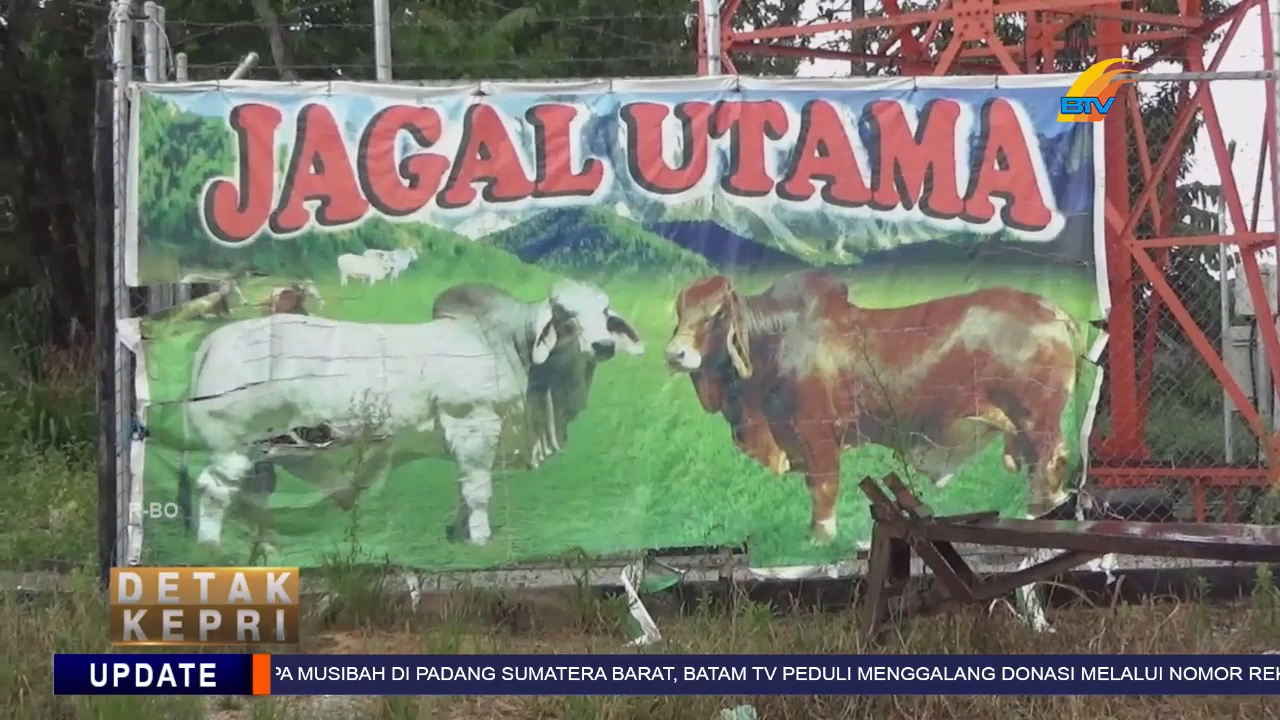 JAGAL UTAMA
BTV
R-BO
DETAK
KEPRI
UPDATE
PA MUSIBAH DI PADANG SUMATERA BARAT, BATAM TV PEDULI MENGGALANG DONASI MELALUI NOMOR REK